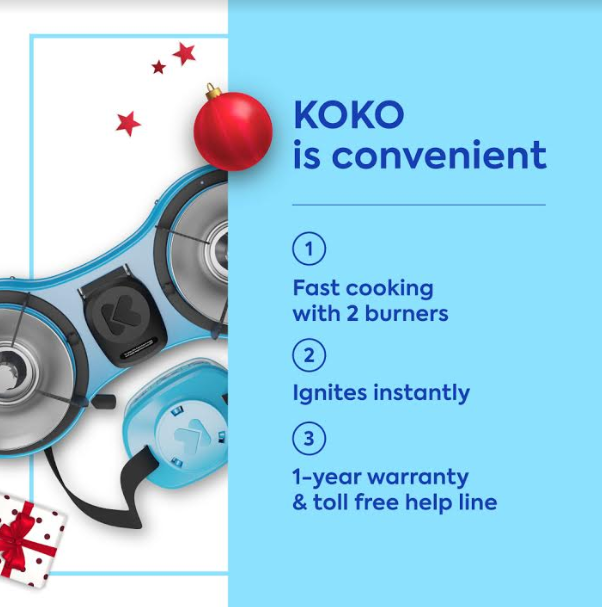 KOKO
is convenient
1
Fast cooking
with 2 burners
2
Ignites instantly
3
1-year warranty
& toll free help line